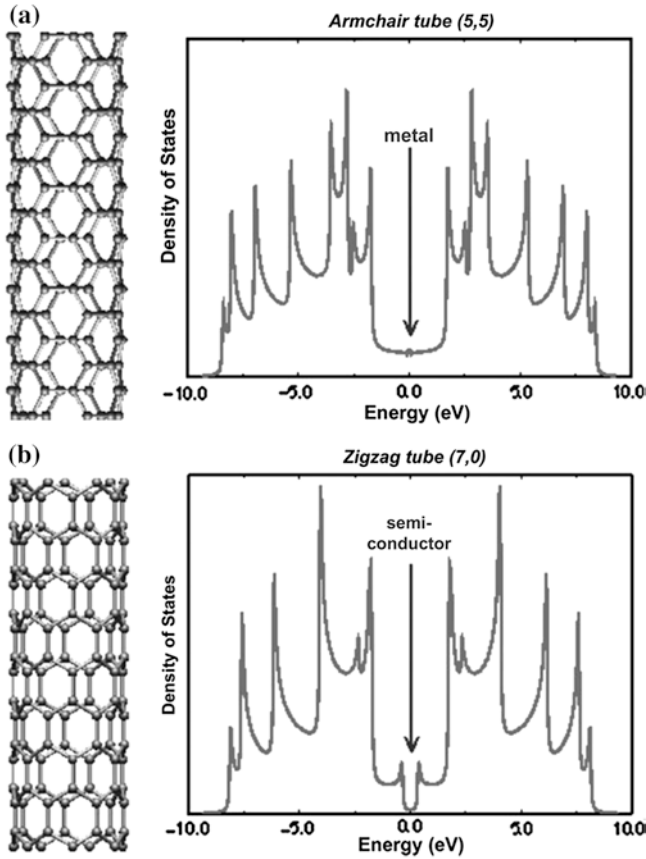 (a)
Armchair tube (5,5)
metal
Density of States
−10.0 −5.0 0.0 5.0 10.0
Energy (eV)
(b)
Zigzag tube (7,0)
semi-
conductor
Density of States
−10.0 −5.0 0.0 5.0 10.0
Energy (eV)